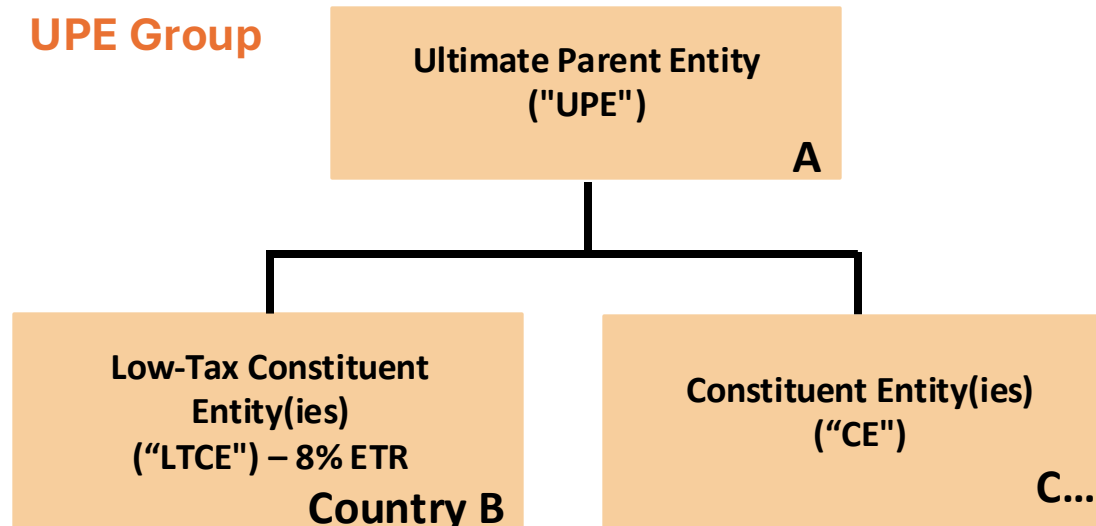 UPE Group
Ultimate Parent Entity
("UPE")
A
Low-Tax Constituent
Entity(ies)
(“LTCE") – 8% ETR
Country B
Constituent Entity(ies)
(“CE")
C...